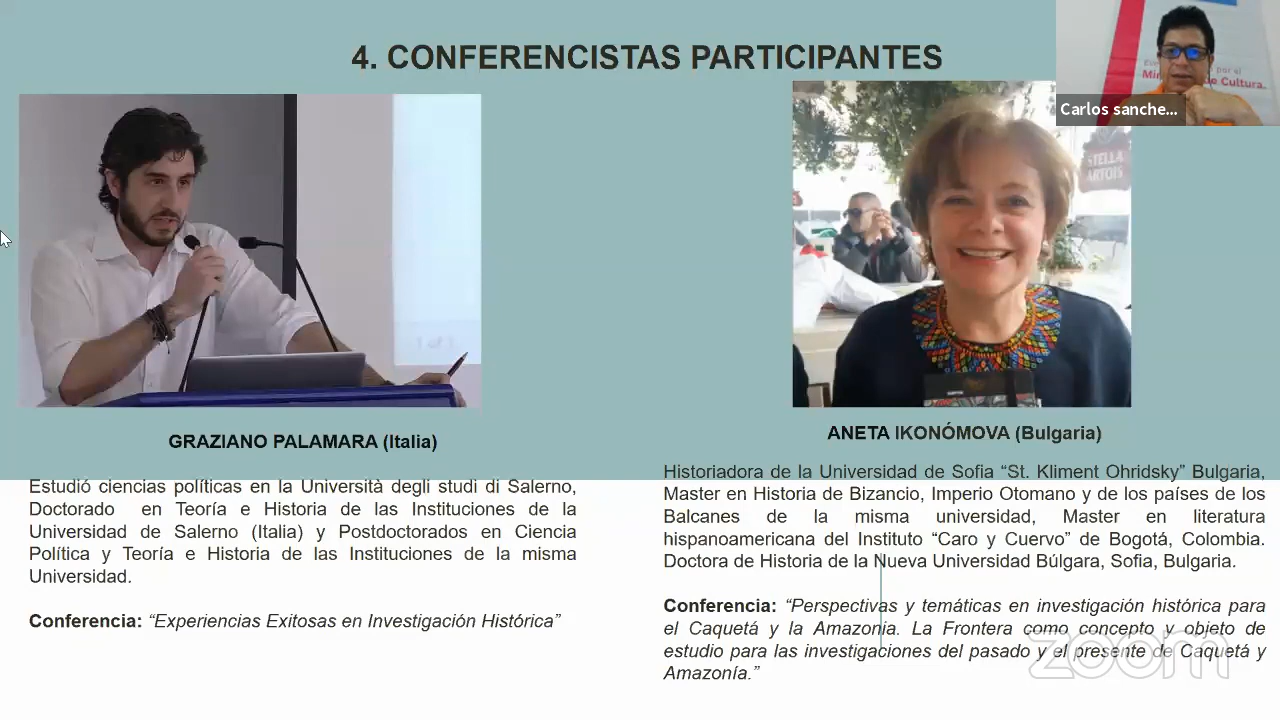 4. CONFERENCISTAS PARTICIPANTES
Min
de Cultura.
Carlos sanche...
STELLA
ARTOIS
GRAZIANO PALAMARA (Italia)
Estudió ciencias políticas en la Università degli studi di Salerno,
Doctorado en Teoría e Historia de las Instituciones de la
Universidad de Salerno (Italia) y Postdoctorados en Ciencia
Política y Teoría e Historia de las Instituciones de la misma
Universidad.
Conferencia: “Experiencias Exitosas en Investigación Histórica”
ANETA IKONÓMOVA (Bulgaria)
Historiadora de la Universidad de Sofia “St. Kliment Ohridsky” Bulgaria,
Master en Historia de Bizancio, Imperio Otomano y de los países de los
Balcanes de la misma universidad, Master en literatura
hispanoamericana del Instituto “Caro y Cuervo” de Bogotá, Colombia.
Doctora de Historia de la Nueva Universidad Búlgara, Sofia, Bulgaria.
Conferencia: “Perspectivas y temáticas en investigación histórica para
el Caquetá y la Amazonia. La Frontera como concepto y objeto de
estudio para las investigaciones del pasado y el presente de Caquetá y
Amazonía.”
zoom